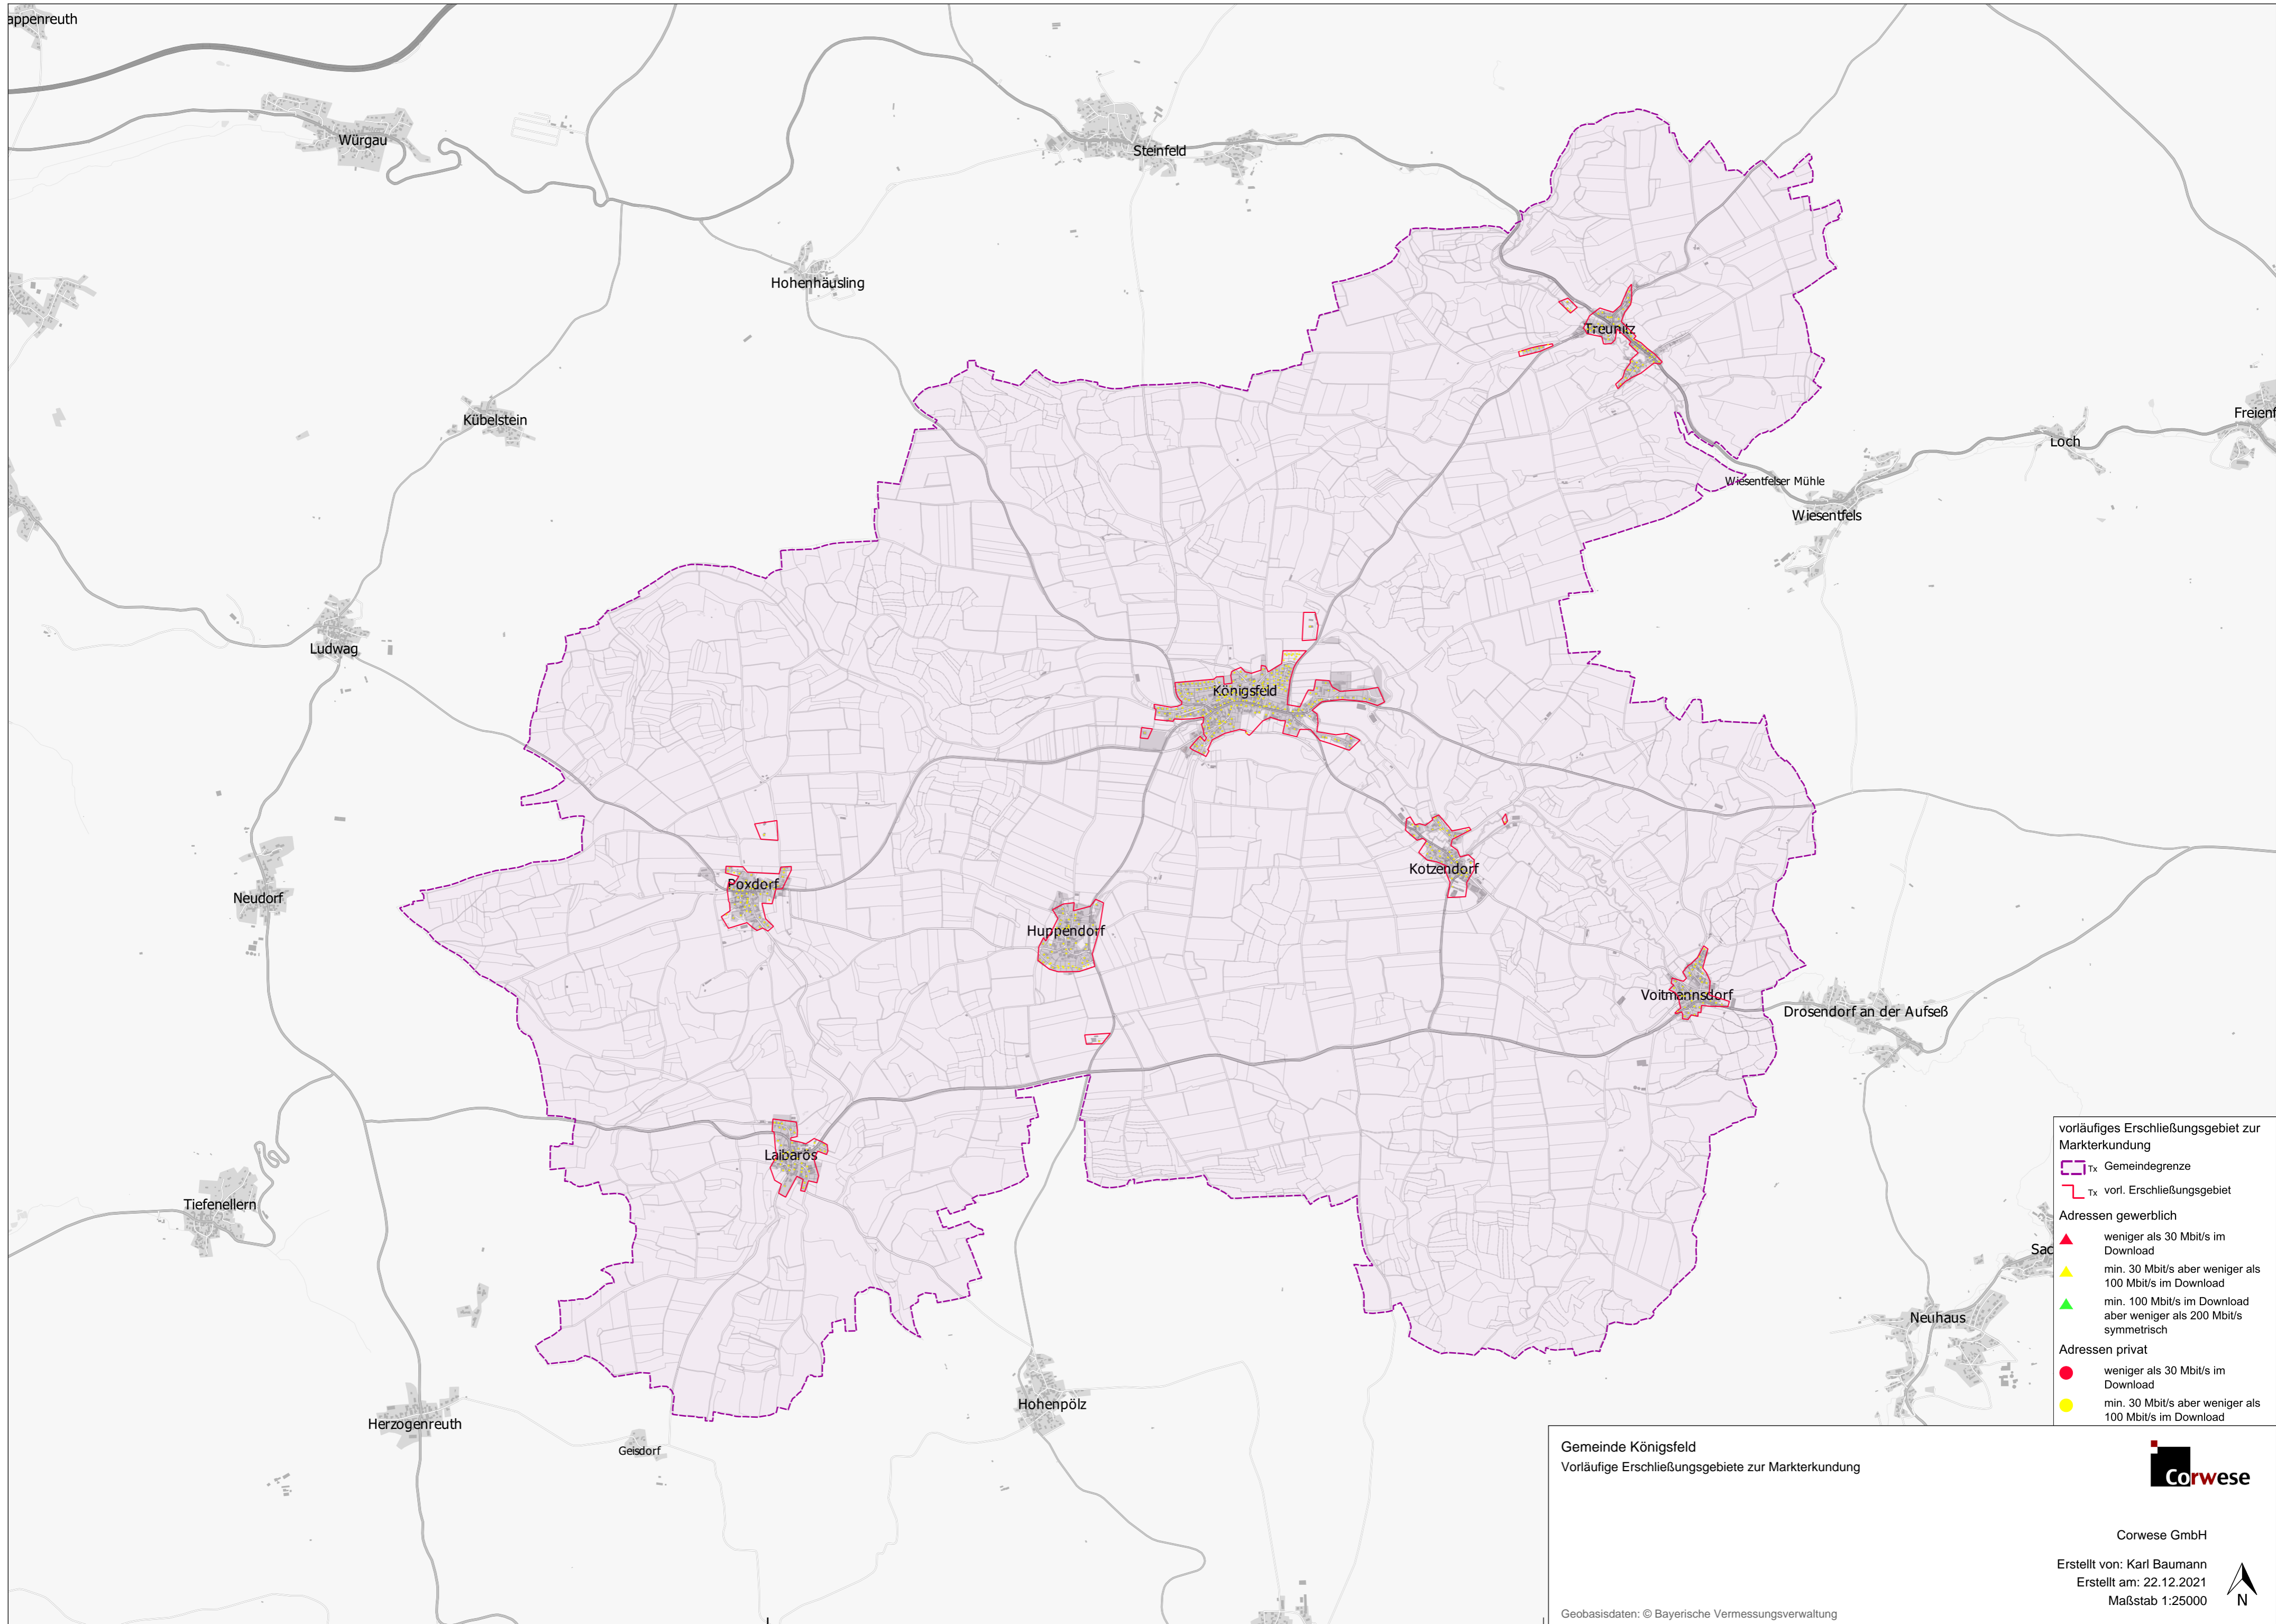 appenreuth
Würgau
Steinfeld
Hohenhäusling
Treunitz
Kübelstein
Freienf
Loch
Wiesentfelser Mühle
Wiesentfels
Ludwag
Königsfeld
Kotzendorf
Poxdorf
Neudorf
Huppendorf
Voitmannsdorf
Drosendorf an der Aufseß
Laibarös
Tiefenellern
Sac
Neuhaus
Hohenpölz
Herzogenreuth
Geisdorf
vorläufiges Erschließungsgebiet zur
Markterkundung
Tx Gemeindegrenze
Tx vorl. Erschließungsgebiet
Adressen gewerblich
weniger als 30 Mbit/s im
Download
min. 30 Mbit/s aber weniger als
100 Mbit/s im Download
min. 100 Mbit/s im Download
aber weniger als 200 Mbit/s
symmetrisch
Adressen privat
weniger als 30 Mbit/s im
Download
min. 30 Mbit/s aber weniger als
100 Mbit/s im Download
Gemeinde Königsfeld
Vorläufige Erschließungsgebiete zur Markterkundung
Corwese
Corwese GmbH
Erstellt von: Karl Baumann
Erstellt am: 22.12.2021
Maßstab 1:25000
N
Geobasisdaten: © Bayerische Vermessungsverwaltung